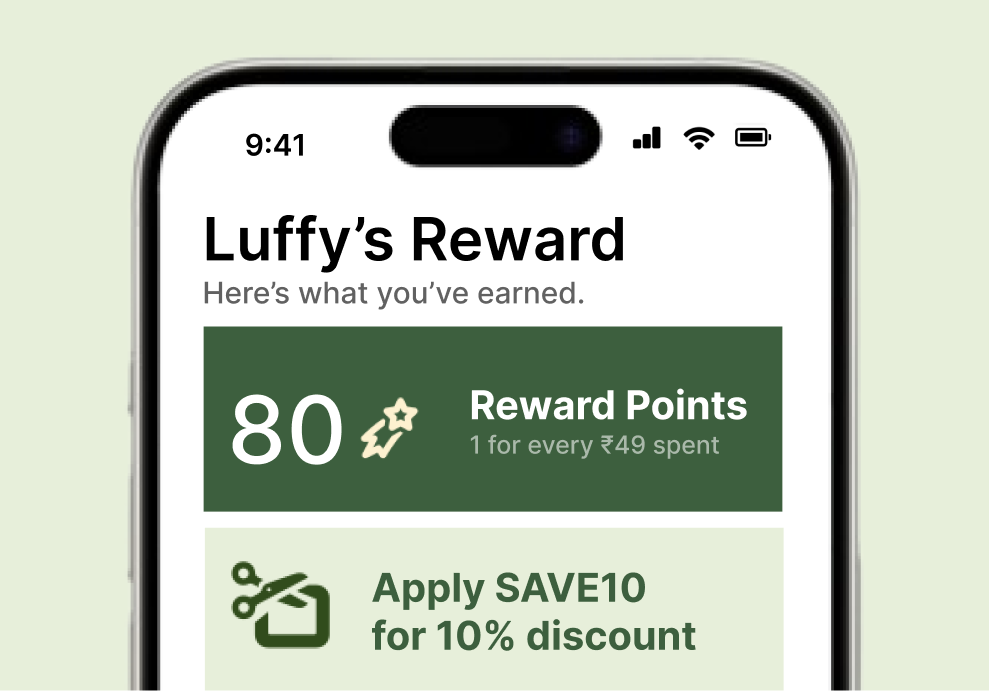 9:41
Luffy’s Reward
Here’s what you’ve earned.
80
Reward Points
1 for every ₹49 spent
Apply SAVE10
for 10% discount